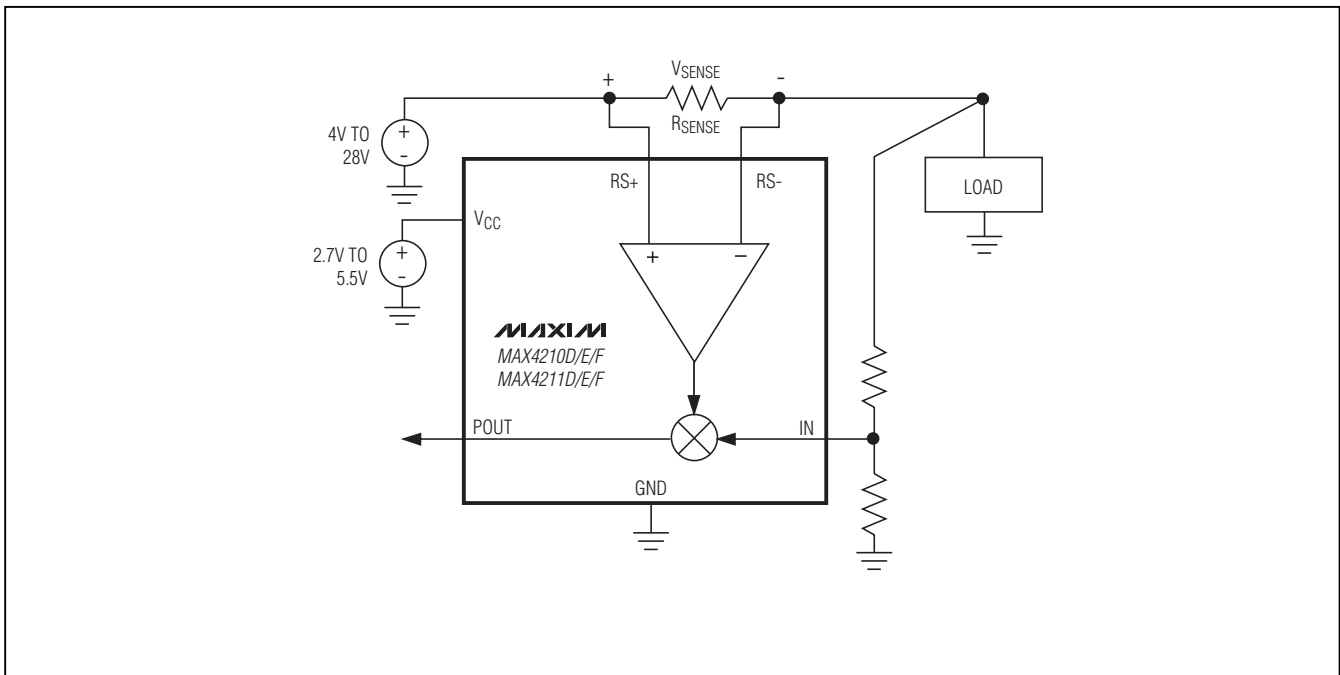 VSENSE
+ -
RSENSE
4V TO
28V
+
-
RS+ RS-
LOAD
VCC
2.7V TO
5.5V
+
-
+ −
MAXIM
MAX4210D/E/F
MAX4211D/E/F
POUT
IN
GND